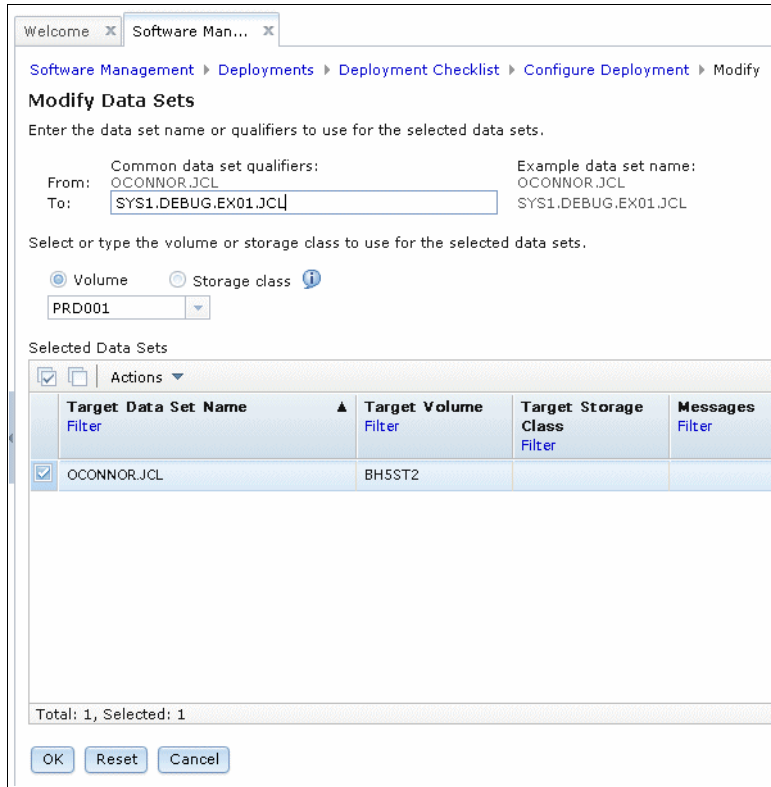 Welcome x Software Man... x
Software Management Deployments Deployment Checklist Configure Deployment Modify
Modify Data Sets
Enter the data set name or qualifiers to use for the selected data sets.
Common data set qualifiers: Example data set name:
From: OCONNOR.JCL OCONNOR.JCL
To: SYS1.DEBUG.EX01.JCL SYS1.DEBUG.EX01.JCL
Select or type the volume or storage class to use for the selected data sets.
Volume Storage class i
PRD001
Selected Data Sets
Actions
Target Data Set Name Target Volume Target Storage Messages
Filter Filter Class Filter
Filter
OCONNOR.JCL BH5ST2
Total: 1, Selected: 1
OK Reset Cancel